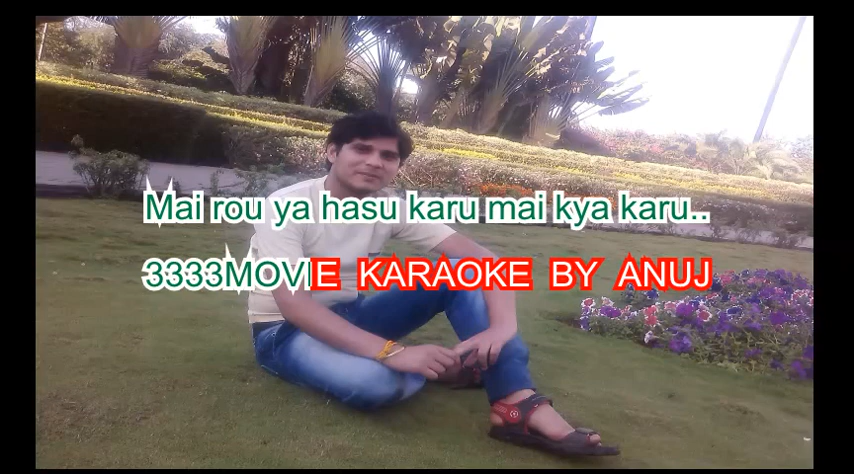 Mai rou ya hasu karu mai kya karu..
3333MOVIE KARAOKE BY ANUJ